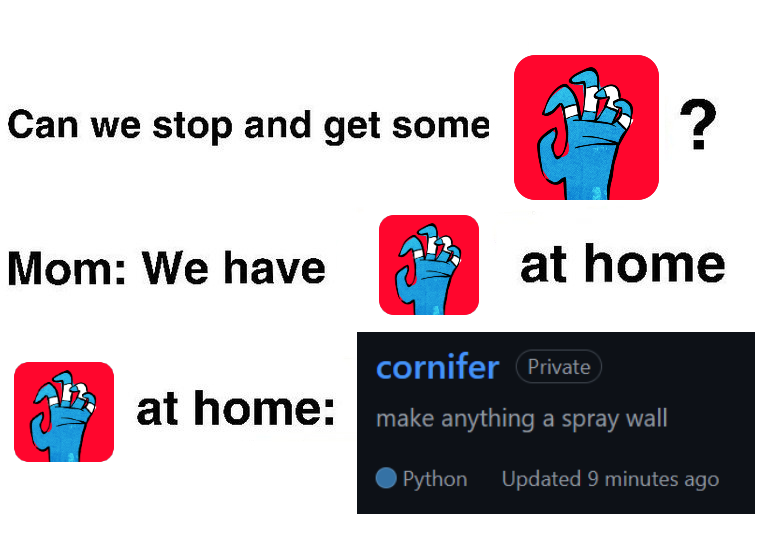 Can we stop and get some ?
Mom: We have at home
at home:
cornifer Private
make anything a spray wall
Python Updated 9 minutes ago